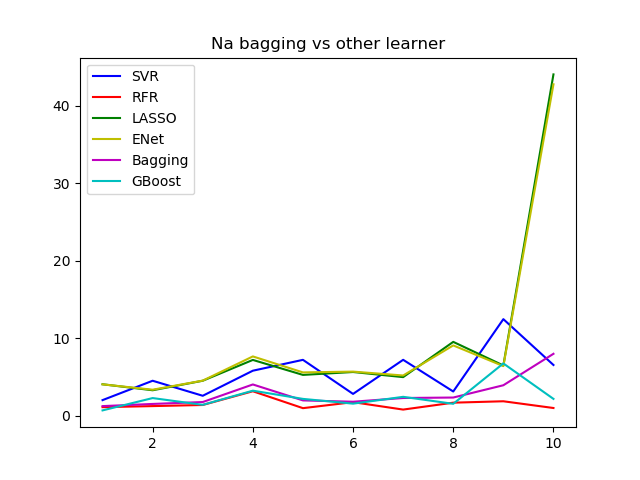 Na bagging vs other learner
SVR
RFR
LASSO
ENet
Bagging
GBoost
40
30
20
10
0
2 4 6 8 10